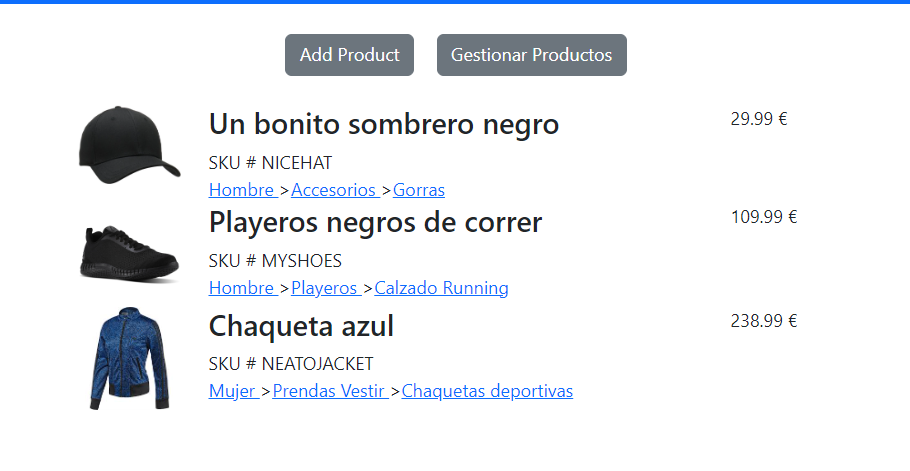 Add Product Gestionar Productos
Un bonito sombrero negro 29.99 €
SKU # NICEHAT
Hombre >Accesorios >Gorras
Playeros negros de correr 109.99 €
SKU # MYSHOES
Hombre >Playeros >Calzado Running
Chaqueta azul 238.99 €
SKU # NEATOJACKET
Mujer >Prendas Vestir >Chaquetas deportivas